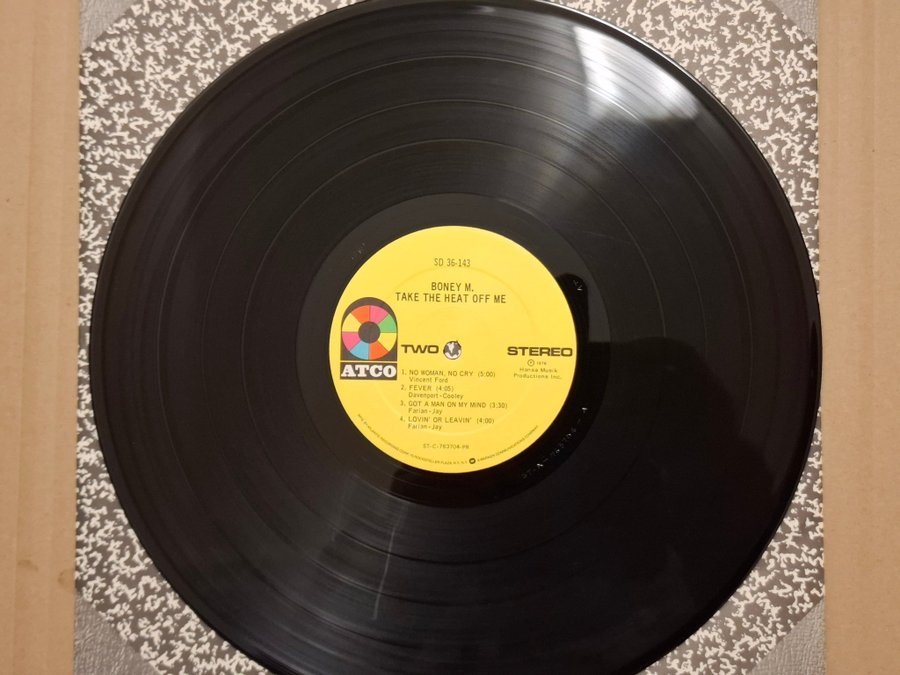 SD 36-143
BONEY M.
TAKE THE HEAT OFF ME
ATCO
TWO
STEREO
℗ 1976
Hansa Musik
Productions Inc.
1. NO WOMAN, NO CRY (5:00)
Vincent Ford
2. FEVER (4:05)
Davenport-Cooley
3. GOT A MAN ON MY MIND (3:30)
Farian-Jay
4. LOVIN' OR LEAVIN' (4:00)
Farian-Jay
ST-C-763704-PR